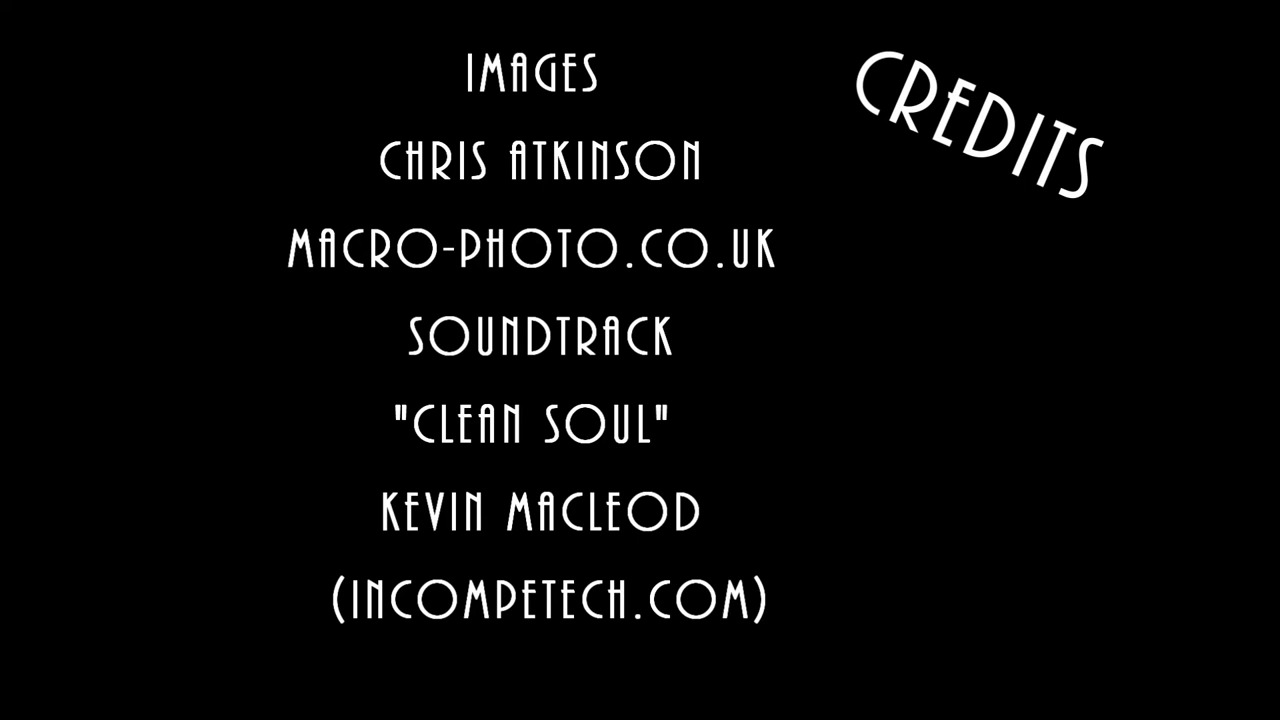 IMAGES
CREDITS
CHRIS ATKINSON
MACRO-PHOTO.CO.UK
SOUNDTRACK
"CLEAN SOUL"
KEVIN MACLEOD
(INCOMPETECH.COM)